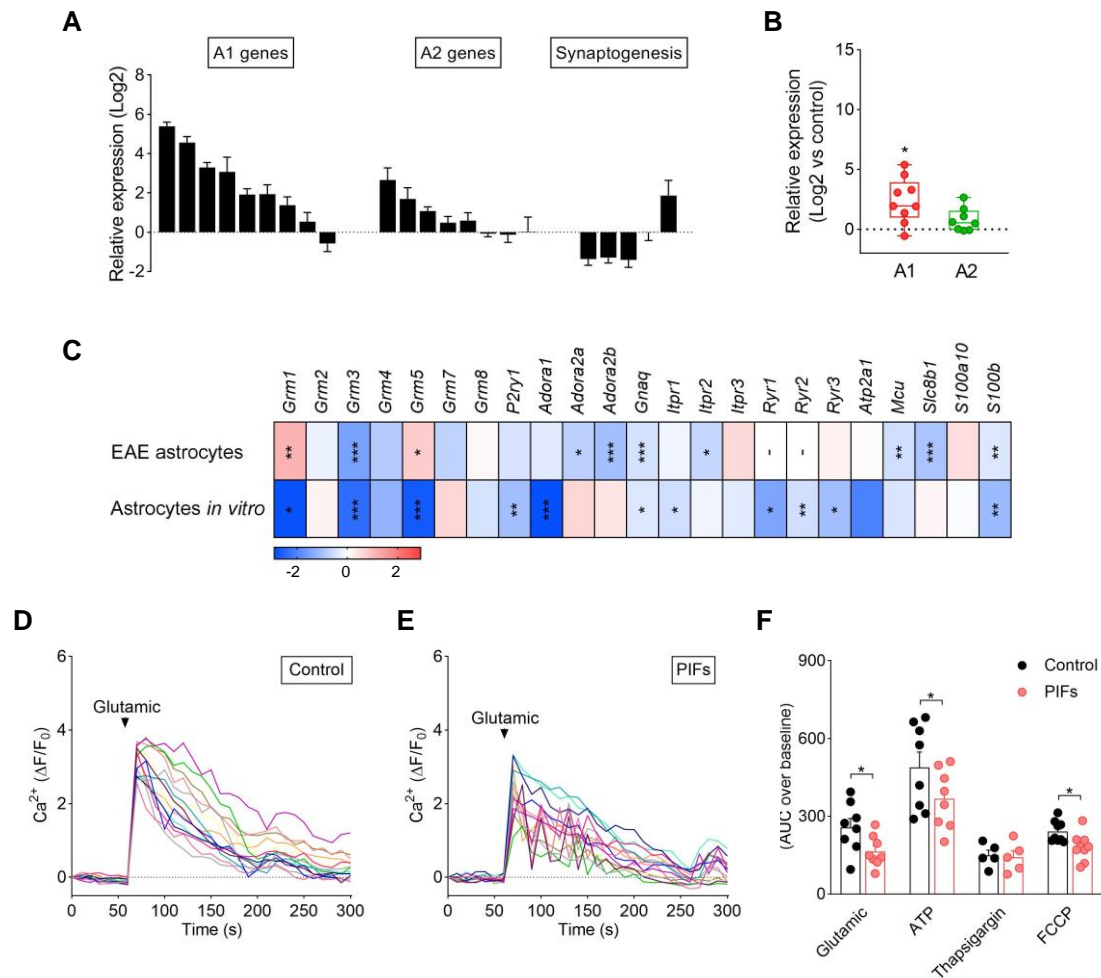 A
A1 genes
A2 genes
Synaptogenesis
Relative expression (Log2)
8
6
4
2
0
-2
B
Relative expression
(Log2 vs control)
15
10
5
0
*
A1
A2
C
Grm1
Grm2
Grm3
Grm4
Grm5
Grm7
Grm8
P2ry1
Adora1
Adora2a
Adora2b
Gnaq
Itpr1
Itpr2
Itpr3
Ryr1
Ryr2
Ryr3
Atp2a1
Mcu
Slc8b1
S100a10
S100b
EAE astrocytes
** *** * * *** *** * - - ** *** **
Astrocytes in vitro
* *** *** ** *** * * * ** * **
-2 0 2
D
Control
Glutamic
Ca2+ (ΔF/F0)
6
4
2
0
0 50 100 150 200 250 300
Time (s)
E
PIFs
Glutamic
Ca2+ (ΔF/F0)
6
4
2
0
0 50 100 150 200 250 300
Time (s)
F
Control
PIFs
(AUC over baseline)
900
600
300
0
*
*
*
Glutamic
ATP
Thapsigargin
FCCP